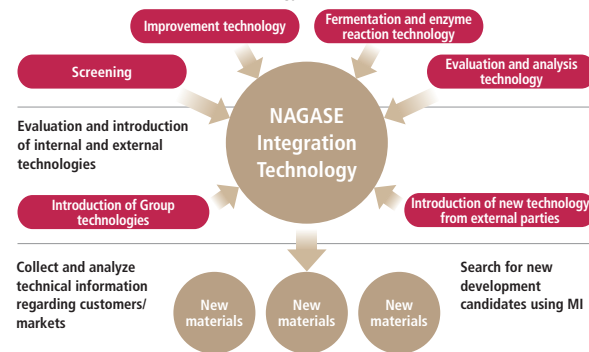 Improvement technology
Fermentation and enzyme
reaction technology
Screening
Evaluation and analysis
technology
NAGASE
Integration
Technology
Evaluation and introduction
of internal and external
technologies
Introduction of Group
technologies
Introduction of new technology
from external parties
Collect and analyze
technical information
regarding customers/
markets
New
materials
New
materials
New
materials
Search for new
development
candidates using MI